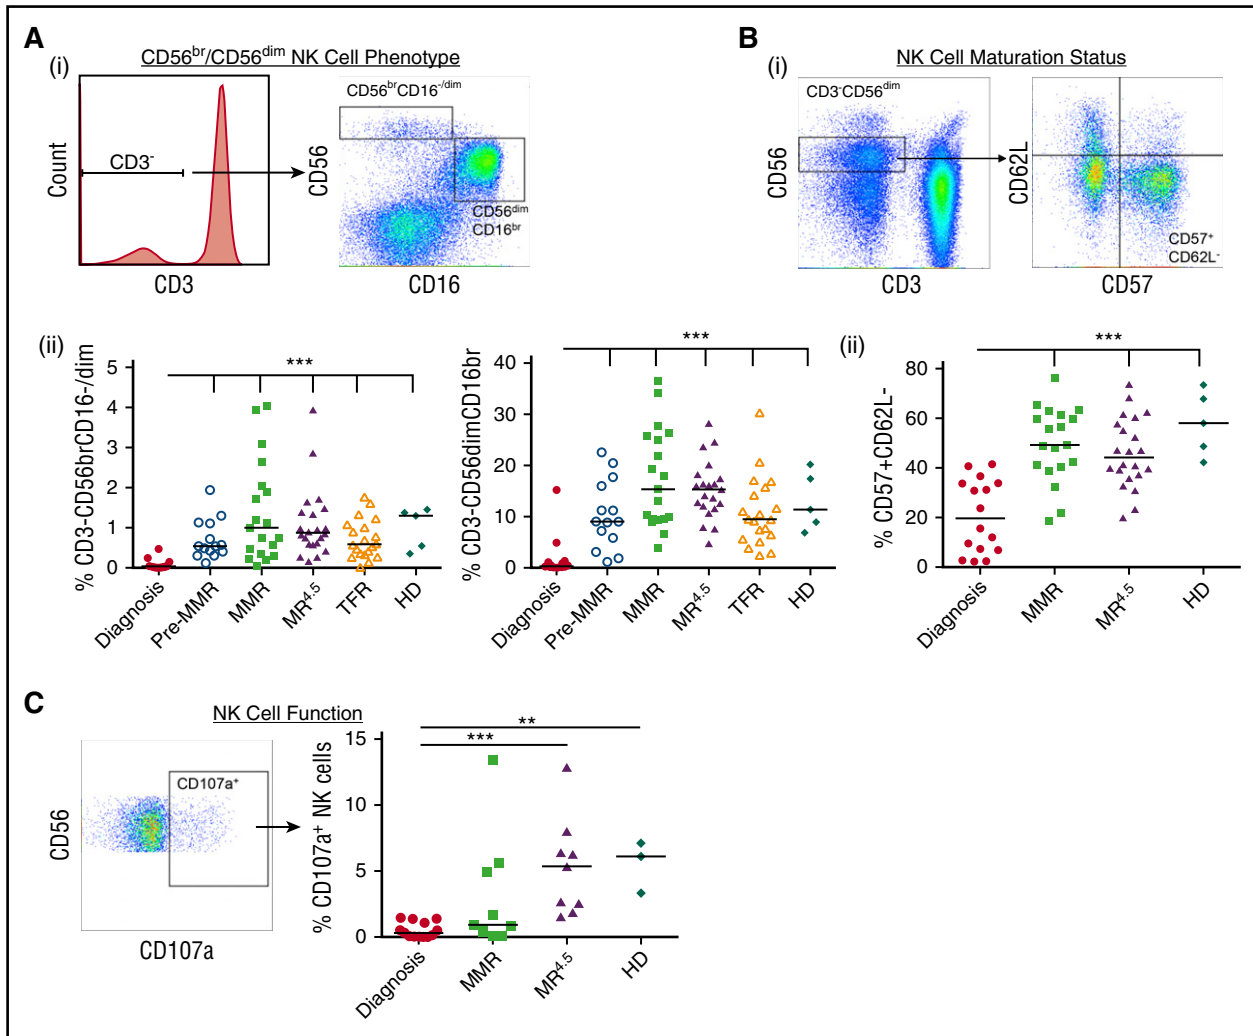 A
CD56brightbr/CD56dim NK Cell Phenotype
(i)
Count
CD3-
CD3
CD56
CD56brCD16-/dim
CD56dim
CD16br
CD16
(ii)
% CD3-CD56brCD16-/dim
5
4
3
2
1
0
***
Diagnosis
Pre-MMR
MMR
MR4.5
TFR
HD
% CD3-CD56dimCD16br
40
30
20
10
0
***
Diagnosis
Pre-MMR
MMR
MR4.5
TFR
HD
B
NK Cell Maturation Status
(i)
CD56
CD3-CD56dim
CD3
CD62L
CD57+
CD62L-
CD57
(ii)
% CD57+CD62L-
80
60
40
20
0
***
Diagnosis
MMR
MR4.5
HD
C
NK Cell Function
CD56
CD107a+
CD107a
% CD107a+ NK cells
15
10
5
0
**
***
Diagnosis
MMR
MR4.5
HD